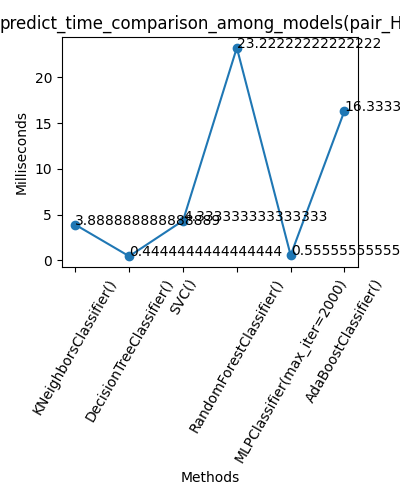 predict_time_comparison_among_models(pair_H
23.22222222222222
20
16.3333
15
Milliseconds
10
5
4.333333333333333
3.888888888888889
0.4444444444444444
0.55555555555
0
KNeighborsClassifier()
DecisionTreeClassifier()
SVC()
RandomForestClassifier()
MLPClassifier(max_iter=2000)
AdaBoostClassifier()
Methods